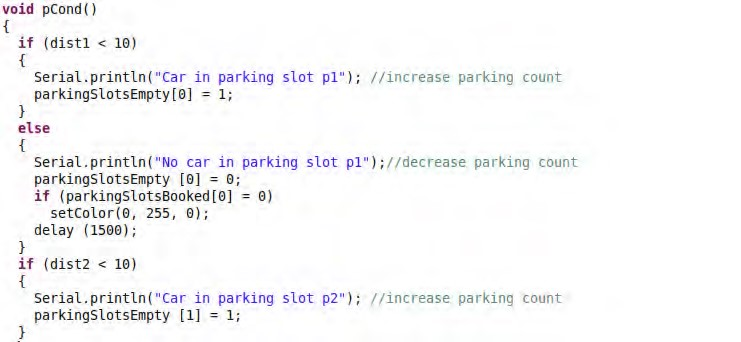 void pCond()
{
  if (dist1 < 10)
  {
    Serial.println("Car in parking slot p1"); //increase parking count
    parkingSlotsEmpty[0] = 1;
  }
  else
  {
    Serial.println("No car in parking slot p1");//decrease parking count
    parkingSlotsEmpty [0] = 0;
    if (parkingSlotsBooked[0] = 0)
      setColor(0, 255, 0);
    delay (1500);
  }
  if (dist2 < 10)
  {
    Serial.println("Car in parking slot p2"); //increase parking count
    parkingSlotsEmpty [1] = 1;
  }